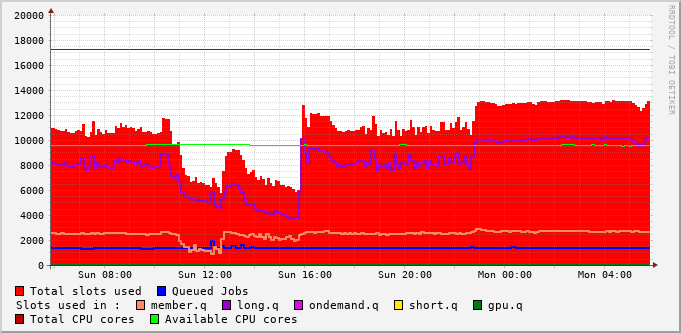 RRDTOOL / TOBI OETIKER
20000
18000
16000
14000
12000
10000
8000
6000
4000
2000
0
Sun 08:00 Sun 12:00 Sun 16:00 Sun 20:00 Mon 00:00 Mon 04:00
Total slots used Queued Jobs
Slots used in : member.q long.q ondemand.q short.q gpu.q
Total CPU cores Available CPU cores